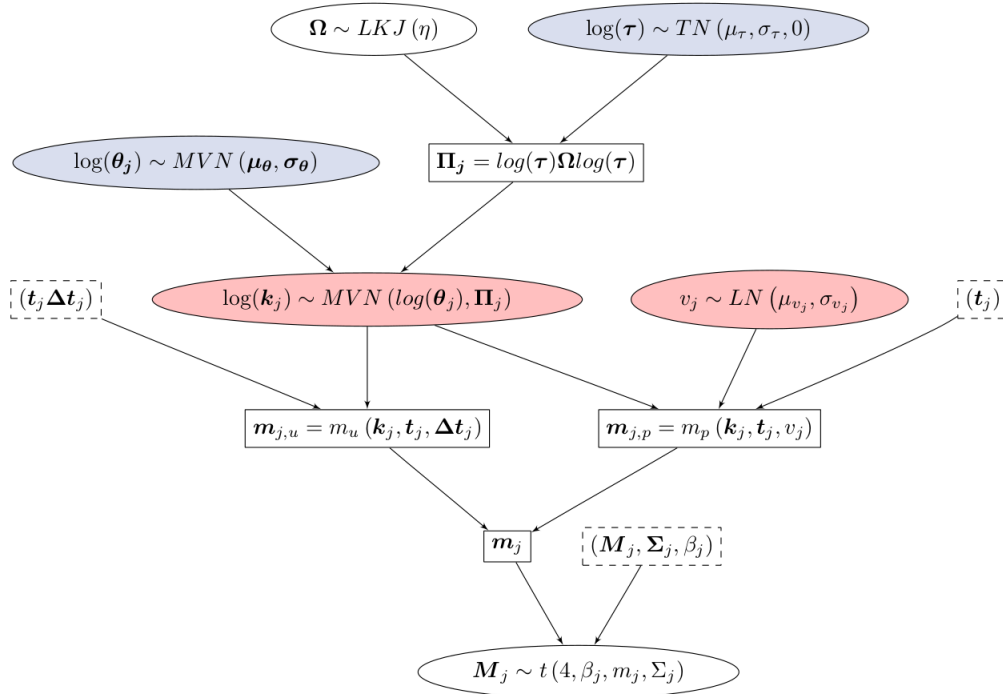 Ω ∼ LKJ (η)
log(τ) ∼ TN (μ_τ, σ_τ, 0)
log(θ_j) ∼ MVN (μ_θ, σ_θ)
Π_j = log(τ)Ωlog(τ)
(t_jΔt_j)
log(k_j) ∼ MVN (log(θ_j), Π_j)
v_j ∼ LN (μ_{v_j}, σ_{v_j})
(t_j)
m_{j,u} = m_u (k_j, t_j, Δt_j)
m_{j,p} = m_p (k_j, t_j, v_j)
m_j
(M_j, Σ_j, β_j)
M_j ∼ t (4, β_j, m_j, Σ_j)